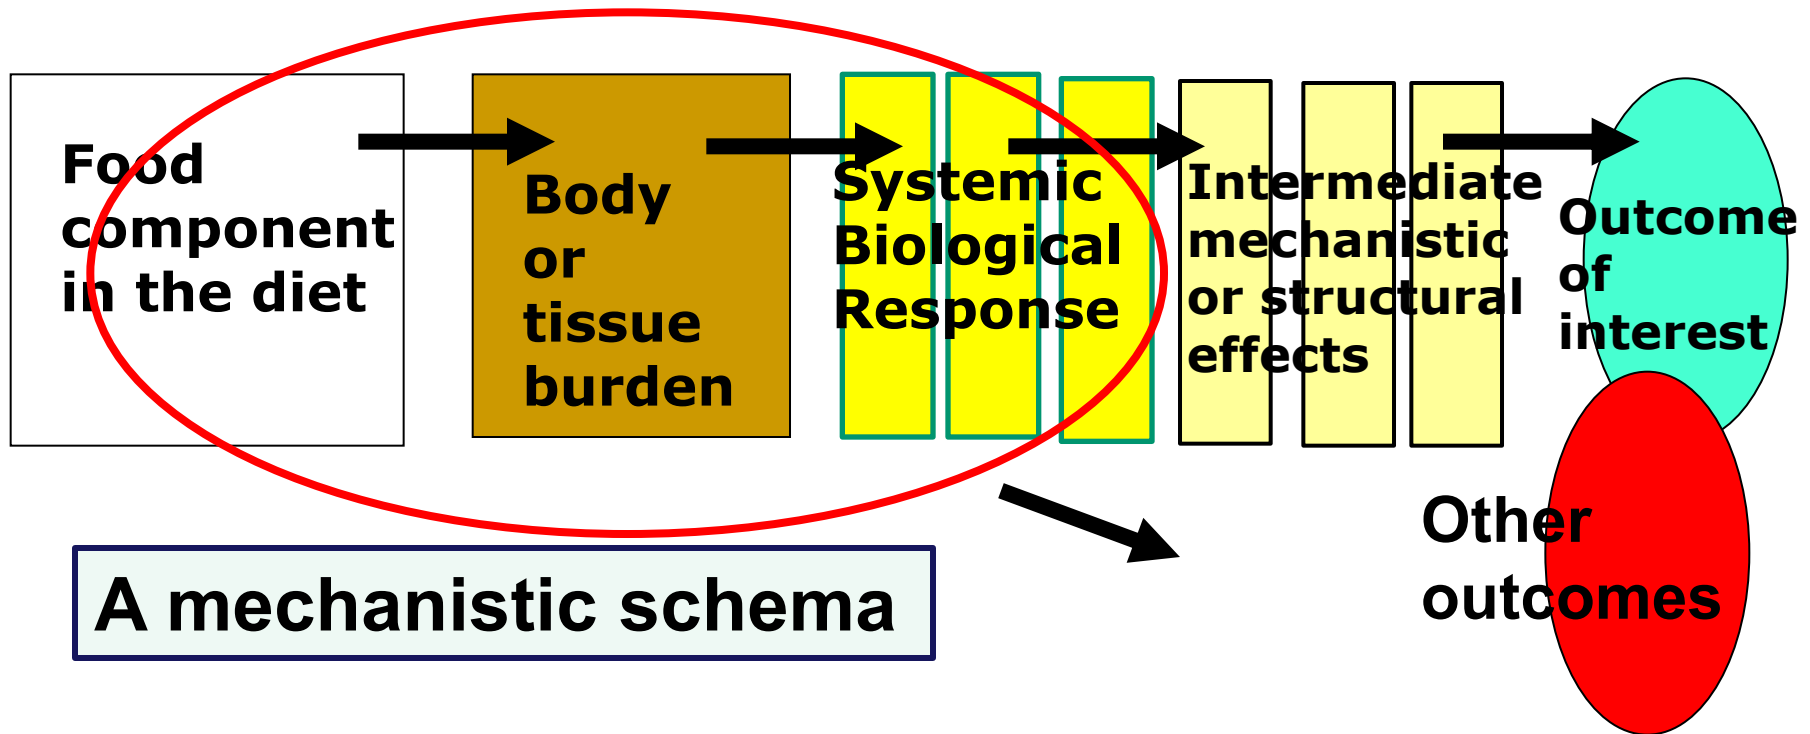 Food
component
in the diet
Body
or
tissue
burden
Systemic
Biological
Response
Intermediate
mechanistic
or structural
effects
Outcome
of
interest
Other
outcomes
A mechanistic schema